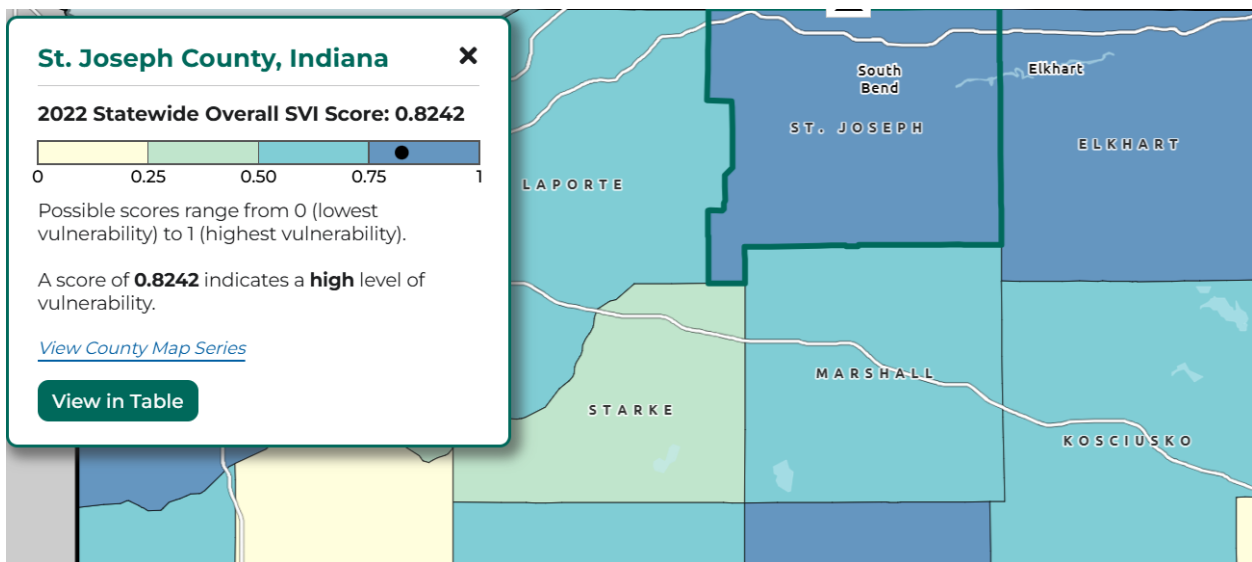 St. Joseph County, Indiana
2022 Statewide Overall SVI Score: 0.8242
0 0.25 0.50 0.75 1
Possible scores range from 0 (lowest
vulnerability) to 1 (highest vulnerability).
A score of 0.8242 indicates a high level of
vulnerability.
View County Map Series
View in Table
South
Bend
Elkhart
ST. JOSEPH
ELKHART
LAPORTE
MARSHALL
STARKE
KOSCIUSKO